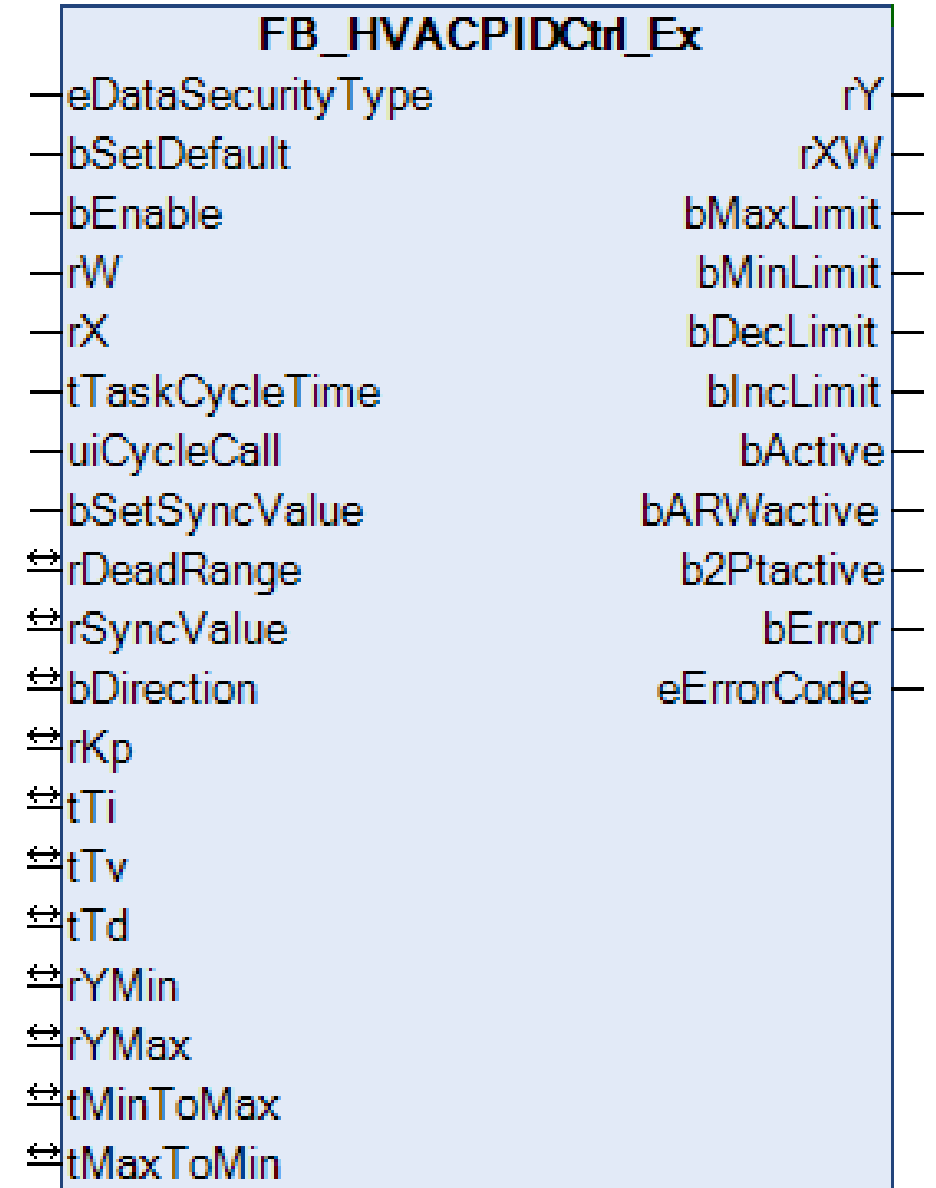 FB_HVACPIDCtrl_Ex
eDataSecurityType rY
bSetDefault rXW
bEnable bMaxLimit
rW bMinLimit
rX bDecLimit
tTaskCycleTime bIncLimit
uiCycleCall bActive
bSetSyncValue bARWactive
rDeadRange b2Ptactive
rSyncValue bError
bDirection eErrorCode
rKp
tTi
tTv
tTd
rYMin
rYMax
tMinToMax
tMaxToMin